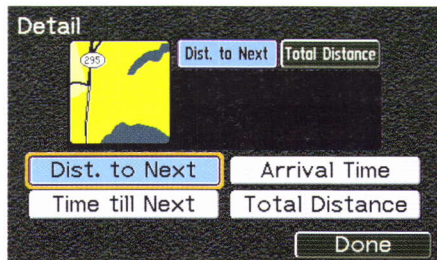 Detail
295
Dist. to Next Total Distance
Dist. to Next Arrival Time
Time till Next Total Distance
Done